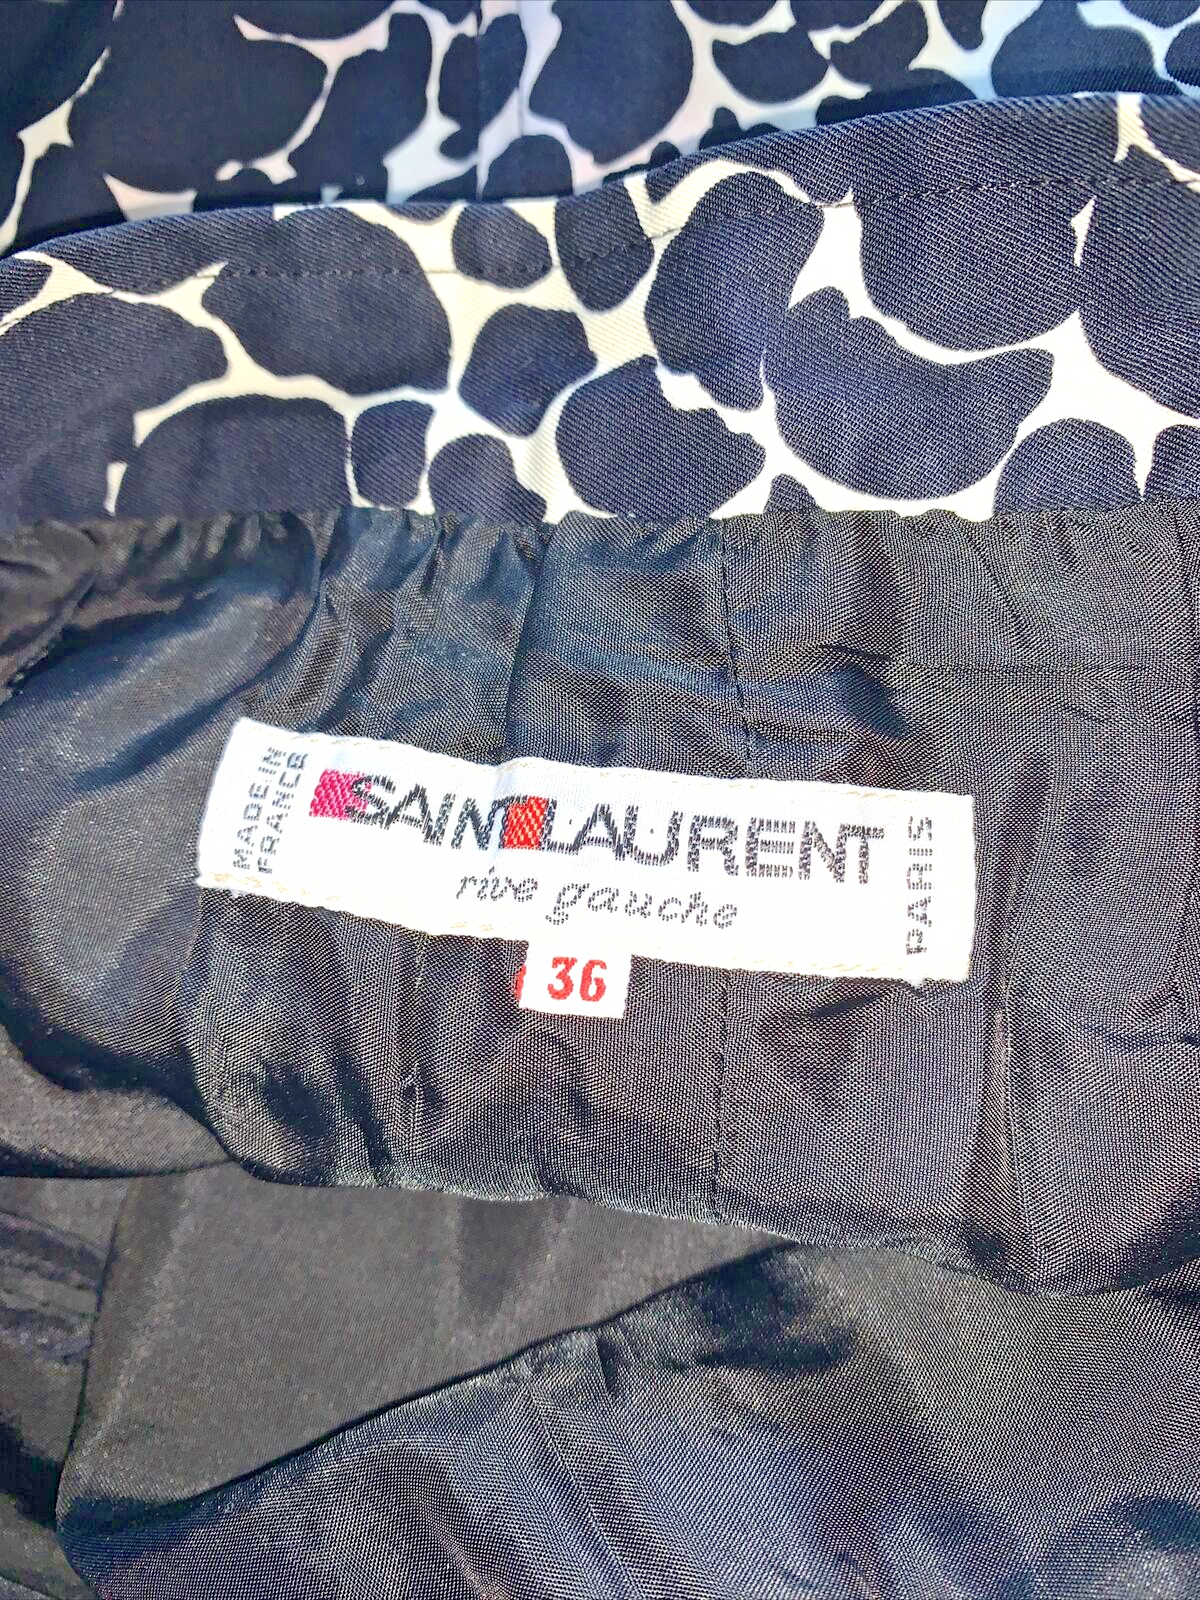 MADE IN
FRANCE
SAINT LAURENT
rive gauche
PARIS
36